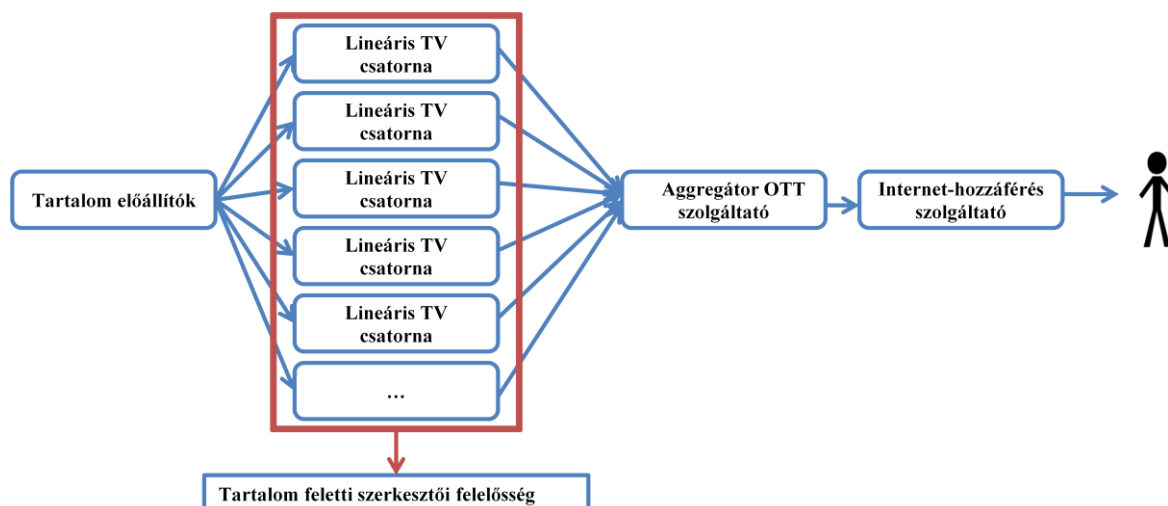 Lineáris TV
csatorna
Lineáris TV
csatorna
Lineáris TV
csatorna
Lineáris TV
csatorna
Lineáris TV
csatorna
...
Tartalom előállítók
Aggregátor OTT
szolgáltató
Internet-hozzáférés
szolgáltató
Tartalom feletti szerkesztői felelősség